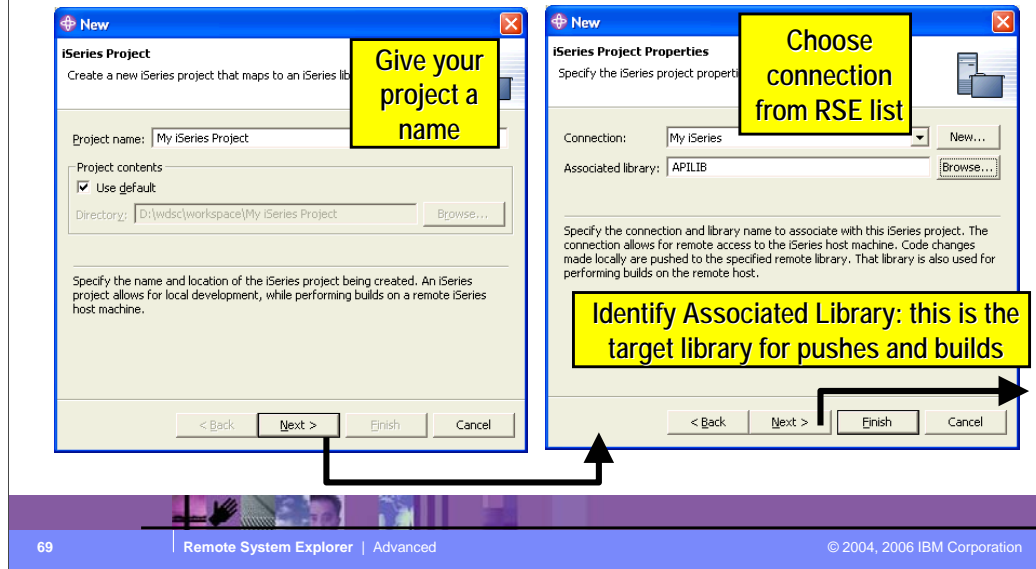 New
iSeries Project
Create a new iSeries project that maps to an iSeries lib
Give your
project a
name
Project name: My iSeries Project
Project contents
Use default
Directory: D:\wdsc\workspace\My iSeries Project Browse...
Specify the name and location of the iSeries project being created. An iSeries
project allows for local development, while performing builds on a remote iSeries
host machine.
< Back Next > Finish Cancel
New
iSeries Project Properties
Specify the iSeries project properti
Choose
connection
from RSE list
Connection: My iSeries New...
Associated library: APILIB Browse...
Specify the connection and library name to associate with this iSeries project. The
connection allows for remote access to the iSeries host machine. Code changes
made locally are pushed to the specified remote library. That library is also used for
performing builds on the remote host.
Identify Associated Library: this is the
target library for pushes and builds
< Back Next > Finish Cancel
69 Remote System Explorer | Advanced © 2004, 2006 IBM Corporation